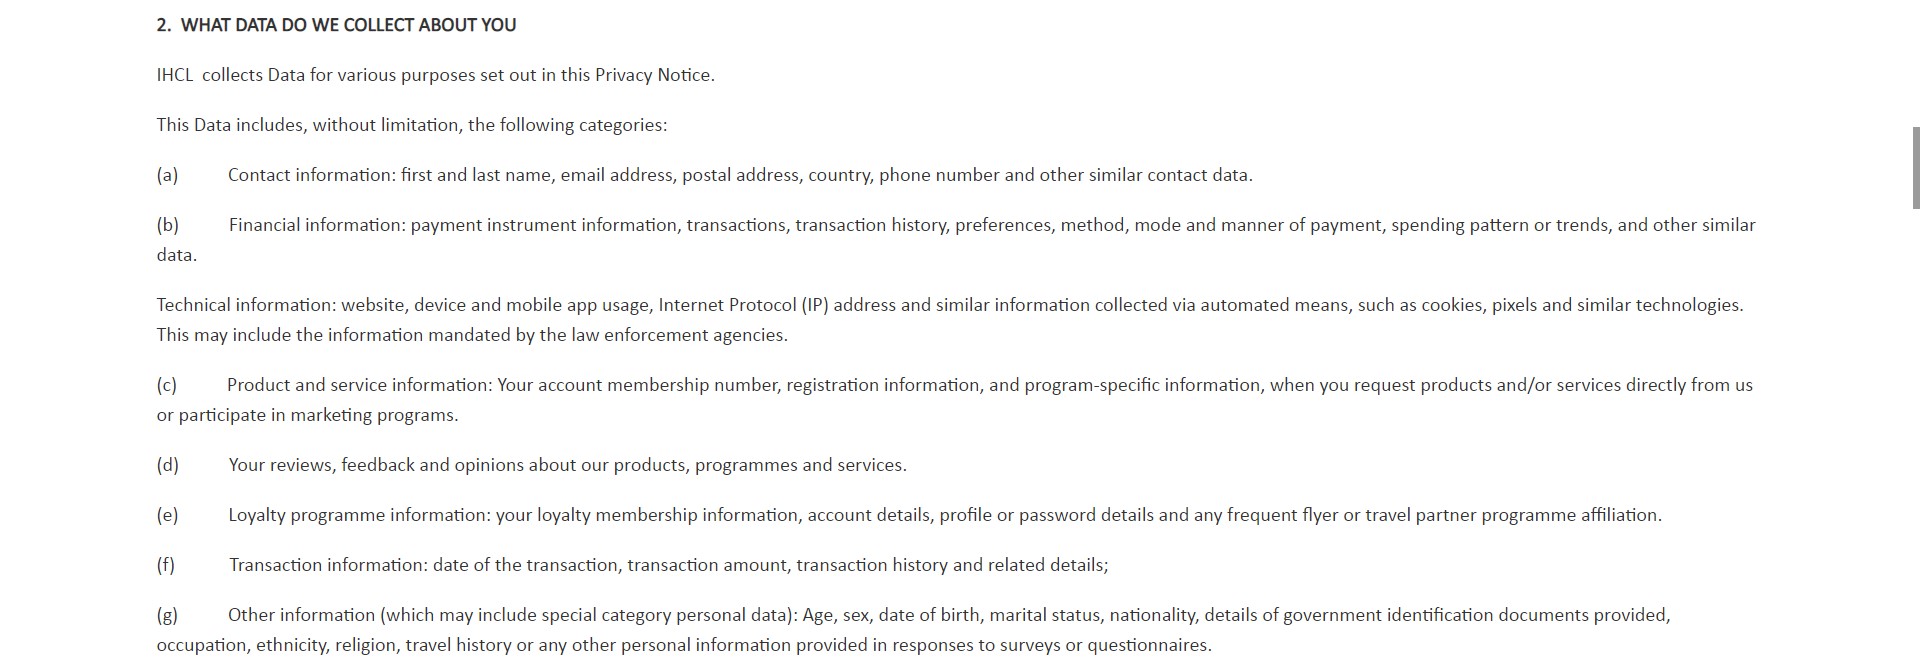 2. WHAT DATA DO WE COLLECT ABOUT YOU
IHCL collects Data for various purposes set out in this Privacy Notice.
This Data includes, without limitation, the following categories:
(a) Contact information: first and last name, email address, postal address, country, phone number and other similar contact data.
(b) Financial information: payment instrument information, transactions, transaction history, preferences, method, mode and manner of payment, spending pattern or trends, and other similar
data.
Technical information: website, device and mobile app usage, Internet Protocol (IP) address and similar information collected via automated means, such as cookies, pixels and similar technologies.
This may include the information mandated by the law enforcement agencies.
(c) Product and service information: Your account membership number, registration information, and program-specific information, when you request products and/or services directly from us
or participate in marketing programs.
(d) Your reviews, feedback and opinions about our products, programmes and services.
(e) Loyalty programme information: your loyalty membership information, account details, profile or password details and any frequent flyer or travel partner programme affiliation.
(f) Transaction information: date of the transaction, transaction amount, transaction history and related details;
(g) Other information (which may include special category personal data): Age, sex, date of birth, marital status, nationality, details of government identification documents provided,
occupation, ethnicity, religion, travel history or any other personal information provided in responses to surveys or questionnaires.